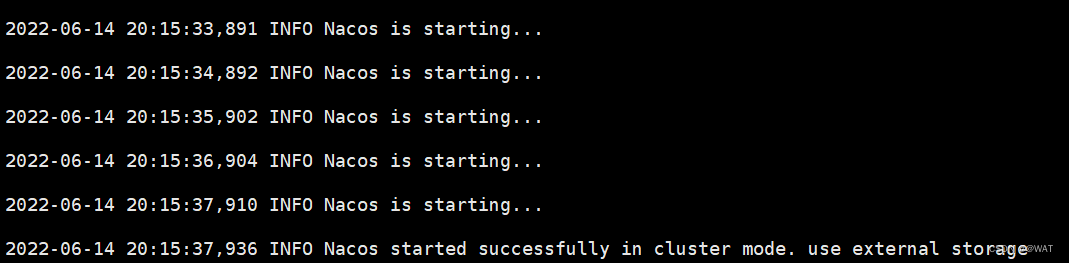 2022-06-14 20:15:33,891 INFO Nacos is starting...
2022-06-14 20:15:34,892 INFO Nacos is starting...
2022-06-14 20:15:35,902 INFO Nacos is starting...
2022-06-14 20:15:36,904 INFO Nacos is starting...
2022-06-14 20:15:37,910 INFO Nacos is starting...
2022-06-14 20:15:37,936 INFO Nacos started successfully in cluster mode. use external storage